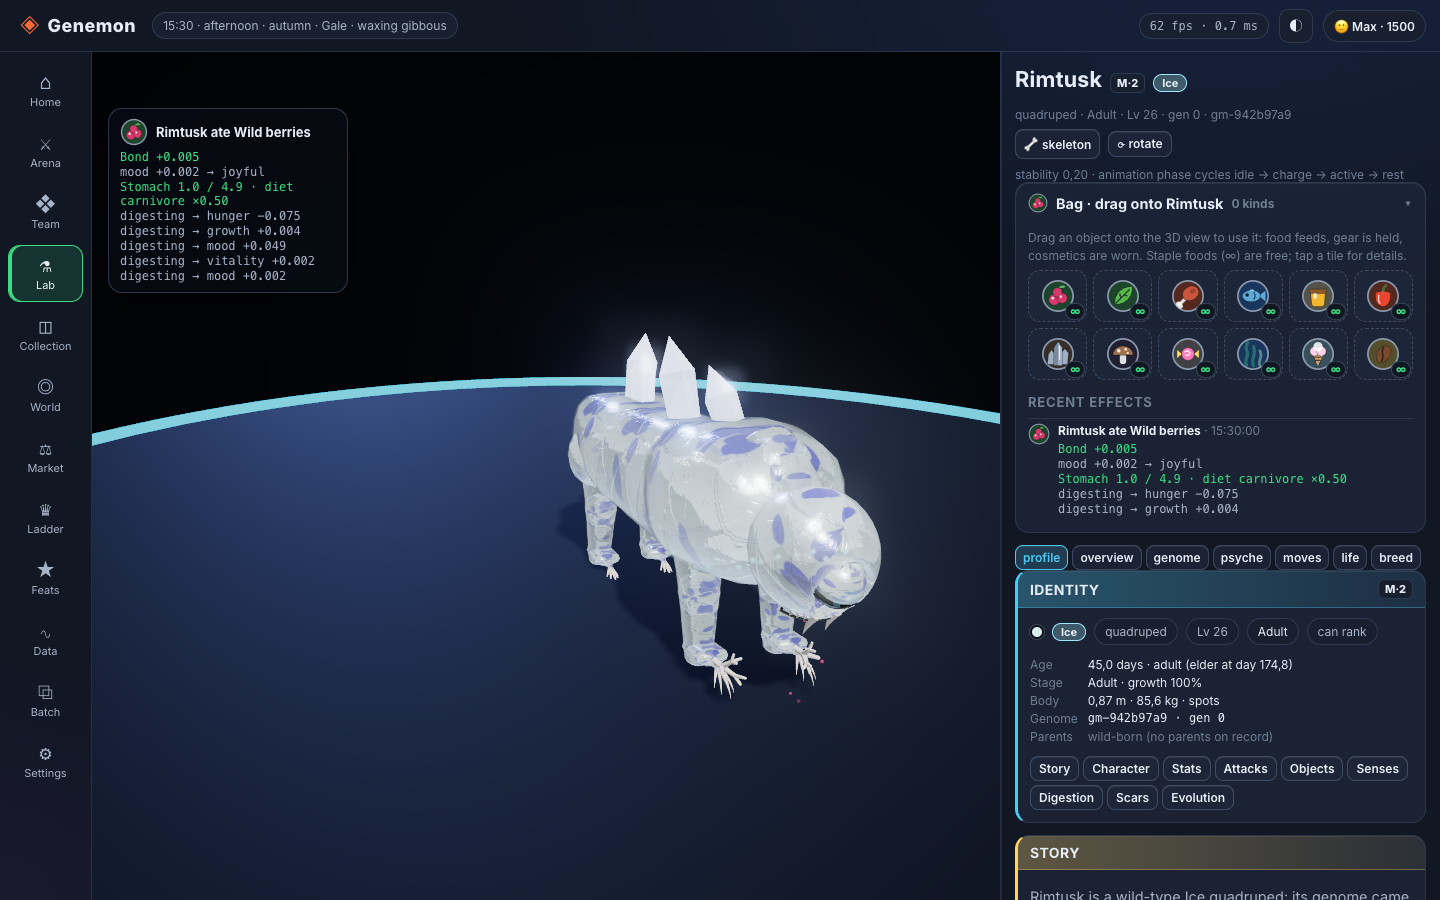 Genemon
15:30 · afternoon · autumn · Gale · waxing gibbous
62 fps · 0.7 ms
Max · 1500
Home
Arena
Team
Lab
Collection
World
Market
Ladder
Feats
Data
Batch
Settings
Rimtusk ate Wild berries
Bond +0.005
mood +0.002 → joyful
Stomach 1.0 / 4.9 · diet
carnivore ×0.50
digesting → hunger −0.075
digesting → growth +0.004
digesting → mood +0.049
digesting → vitality +0.002
digesting → mood +0.002
Rimtusk M·2 Ice
quadruped · Adult · Lv 26 · gen 0 · gm-942b97a9
skeleton rotate
stability 0,20 · animation phase cycles idle → charge → active → rest
Bag · drag onto Rimtusk 0 kinds
Drag an object onto the 3D view to use it: food feeds, gear is held,
cosmetics are worn. Staple foods (∞) are free; tap a tile for details.
∞ ∞ ∞ ∞ ∞ ∞
∞ ∞ ∞ ∞ ∞ ∞
RECENT EFFECTS
Rimtusk ate Wild berries · 15:30:00
Bond +0.005
mood +0.002 → joyful
Stomach 1.0 / 4.9 · diet carnivore ×0.50
digesting → hunger −0.075
digesting → growth +0.004
profile overview genome psyche moves life breed
IDENTITY M·2
Ice quadruped Lv 26 Adult can rank
Age 45,0 days · adult (elder at day 174,8)
Stage Adult · growth 100%
Body 0,87 m · 85,6 kg · spots
Genome gm-942b97a9 · gen 0
Parents wild-born (no parents on record)
Story Character Stats Attacks Objects Senses
Digestion Scars Evolution
STORY
Rimtusk is a wild-type Ice quadruped: its genome came